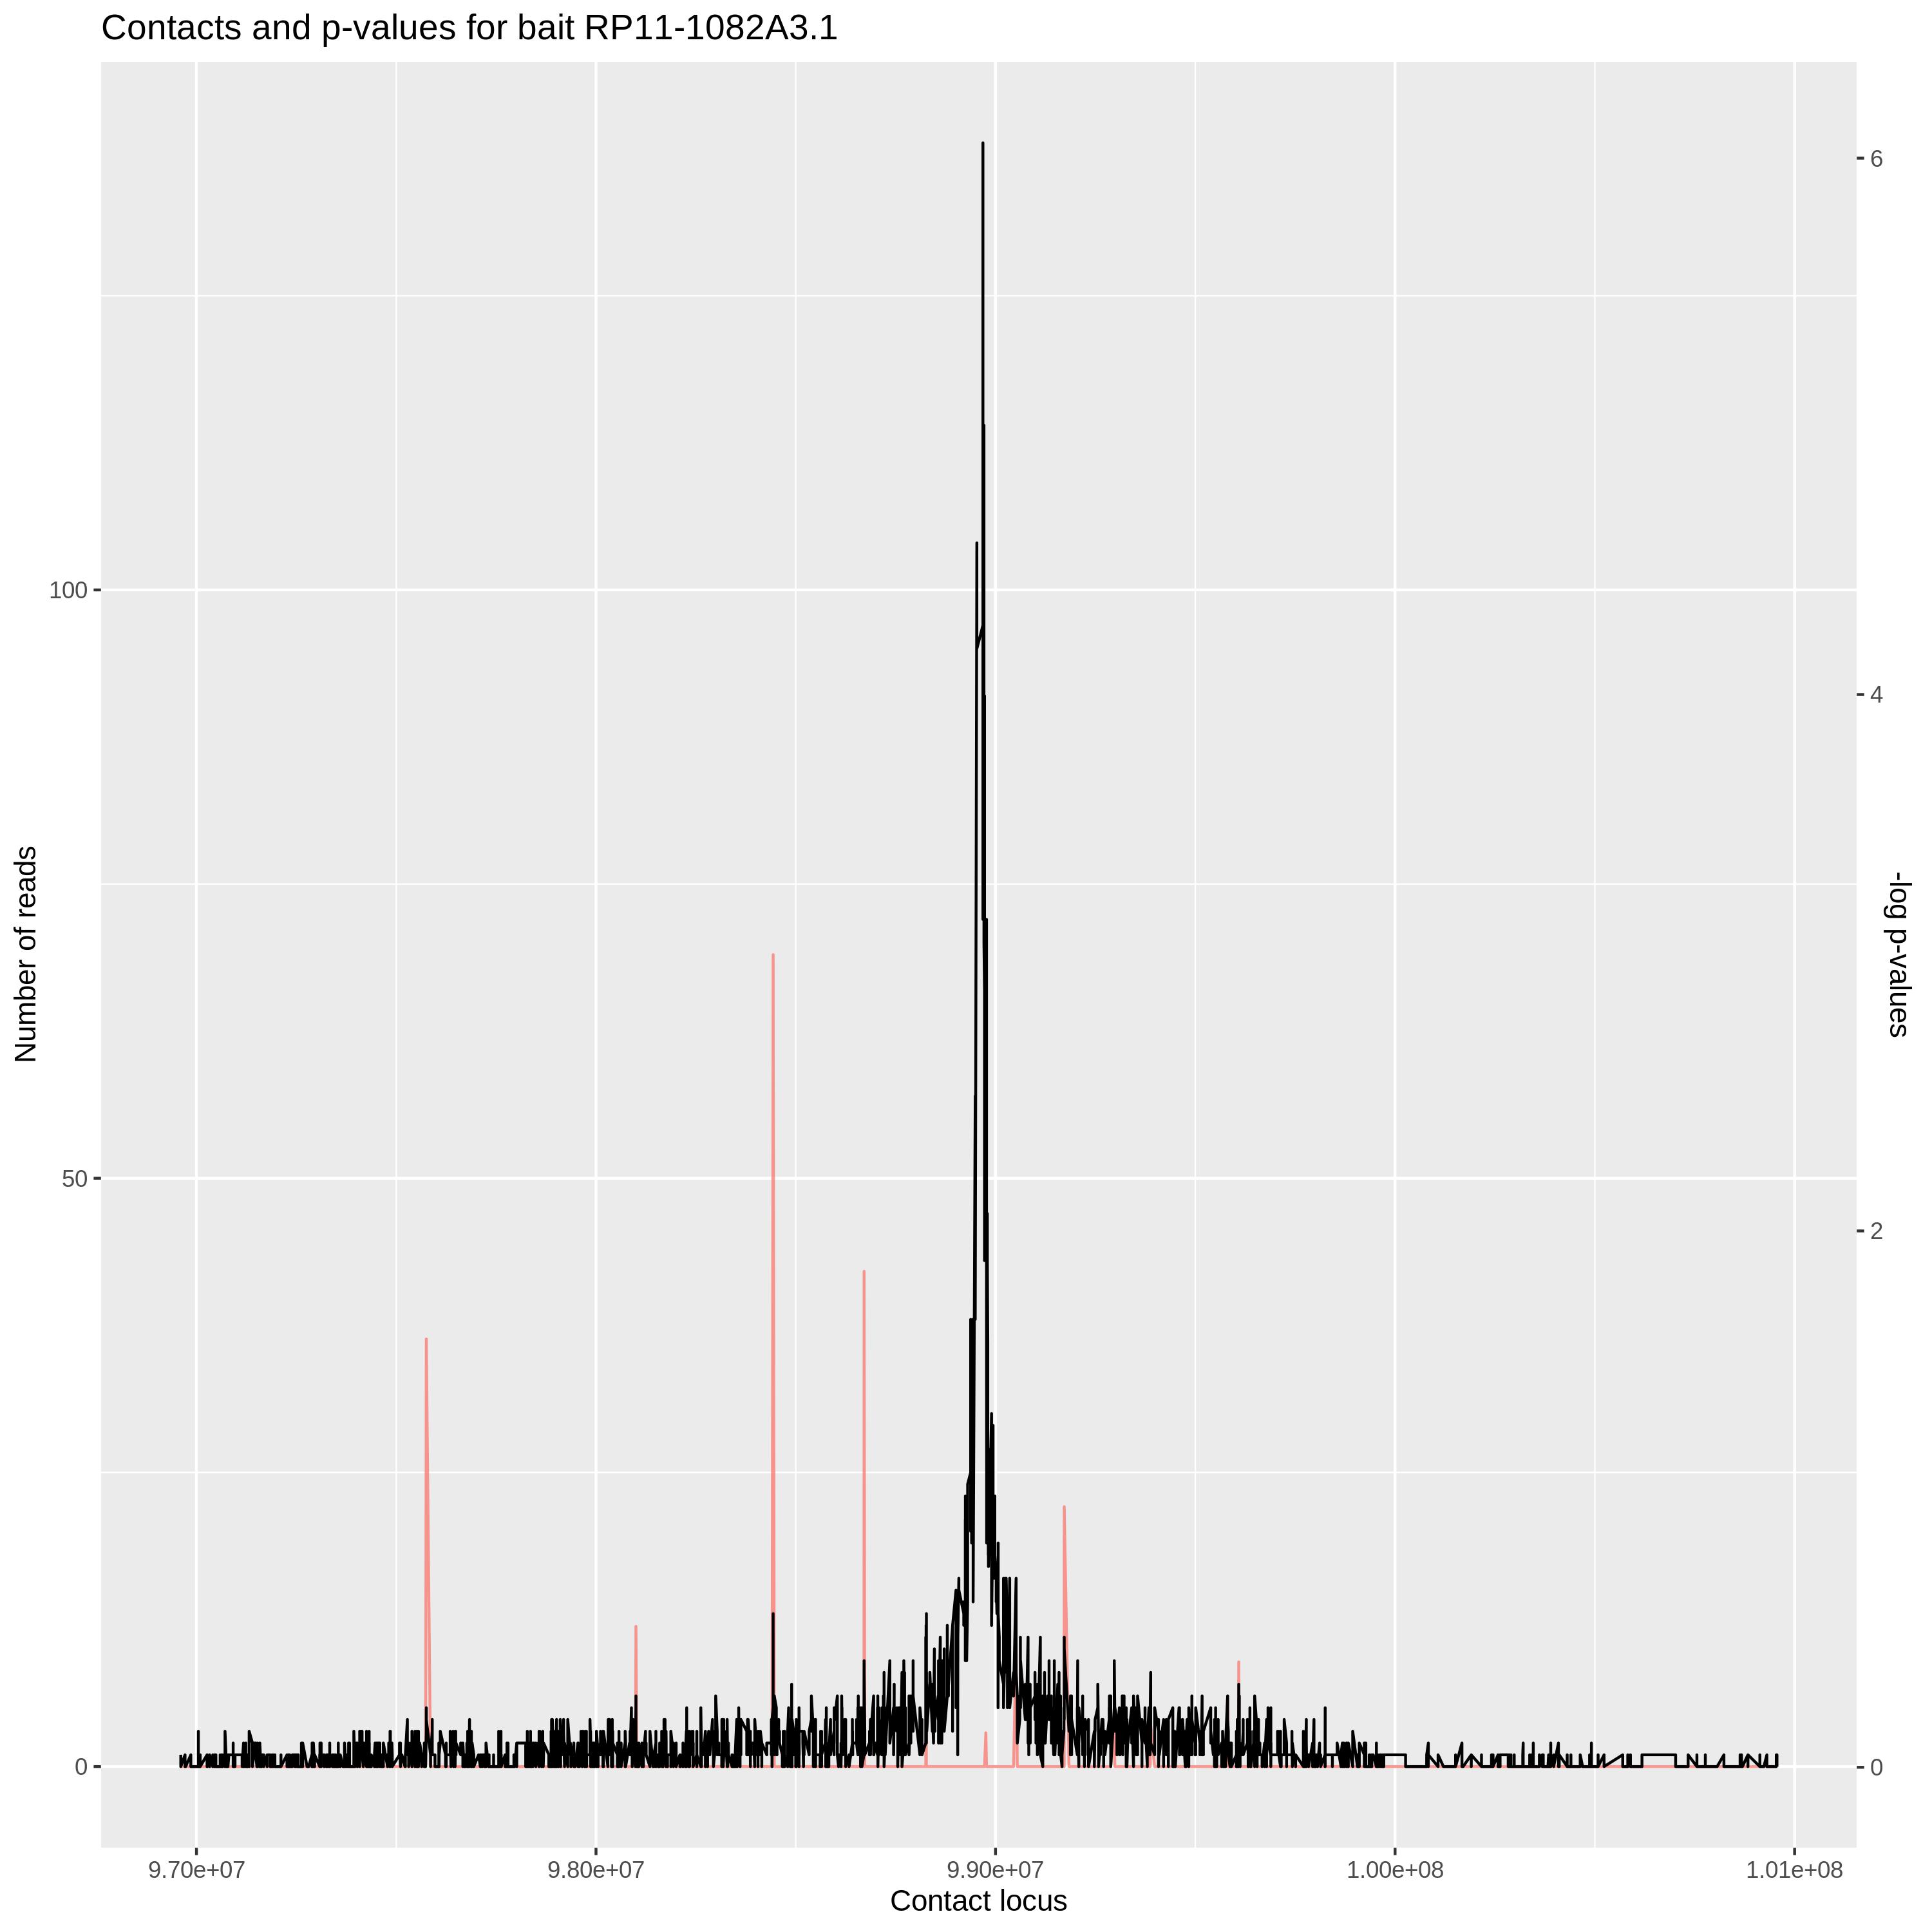 Contacts and p-values for bait RP11-1082A3.1
Number of reads
100
50
0
6
4
2
0
-log p-values
9.70e+07
9.80e+07
9.90e+07
1.00e+08
1.01e+08
Contact locus